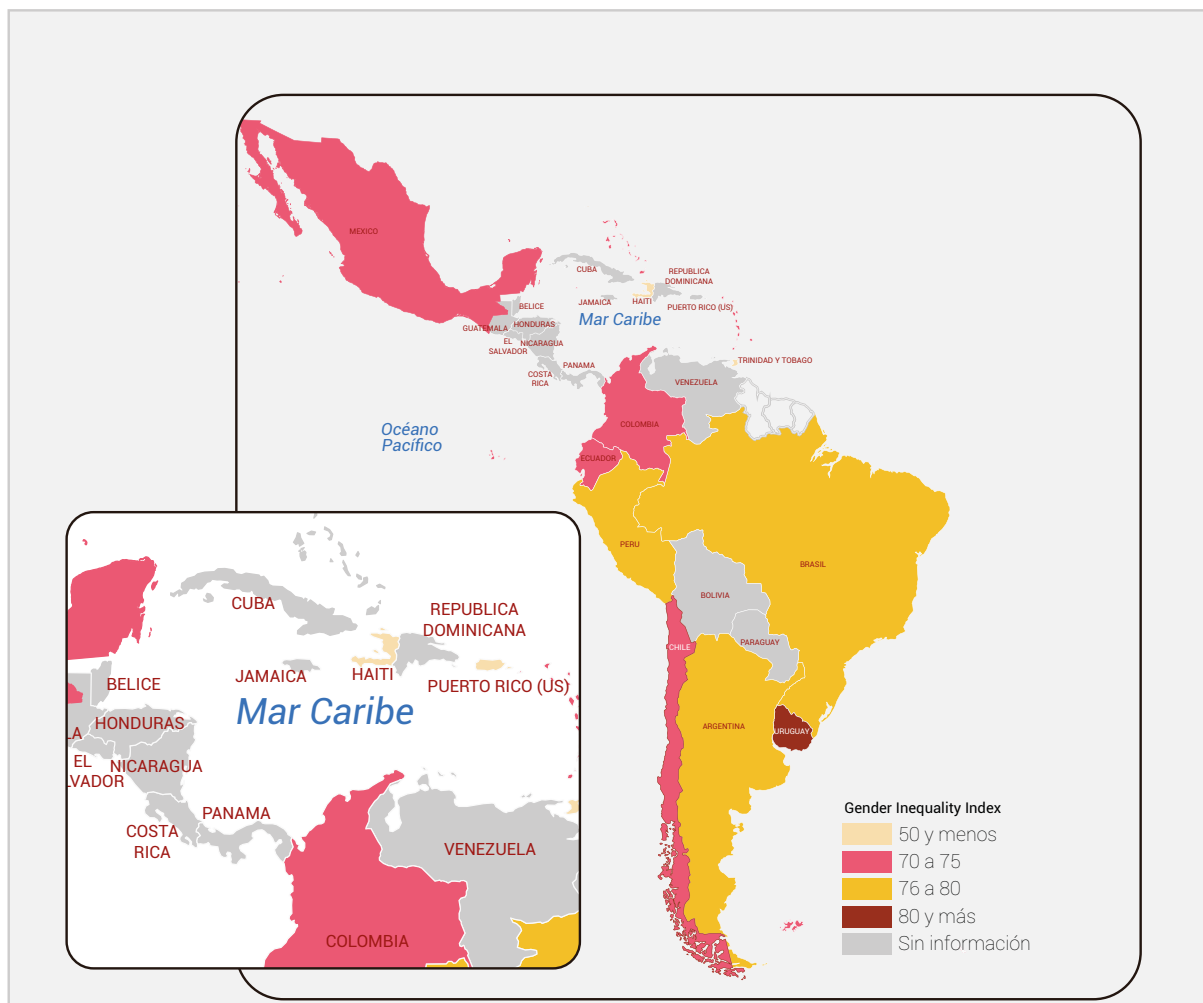 MEXICO
CUBA
REPUBLICA
DOMINICANA
JAMAICA
HAITI
PUERTO RICO (US)
BELICE
Mar Caribe
GUATEMALA
HONDURAS
EL
SALVADOR
NICARAGUA
COSTA
RICA
PANAMA
TRINIDAD Y TOBAGO
VENEZUELA
COLOMBIA
Océano
Pacífico
ECUADOR
PERU
BRASIL
BOLIVIA
PARAGUAY
CHILE
ARGENTINA
URUGUAY
CUBA
REPUBLICA
DOMINICANA
JAMAICA
HAITI
PUERTO RICO (US)
BELICE
Mar Caribe
HONDURAS
LA
EL
LVADOR
NICARAGUA
COSTA
RICA
PANAMA
VENEZUELA
COLOMBIA
Gender Inequality Index
50 y menos
70 a 75
76 a 80
80 y más
Sin información